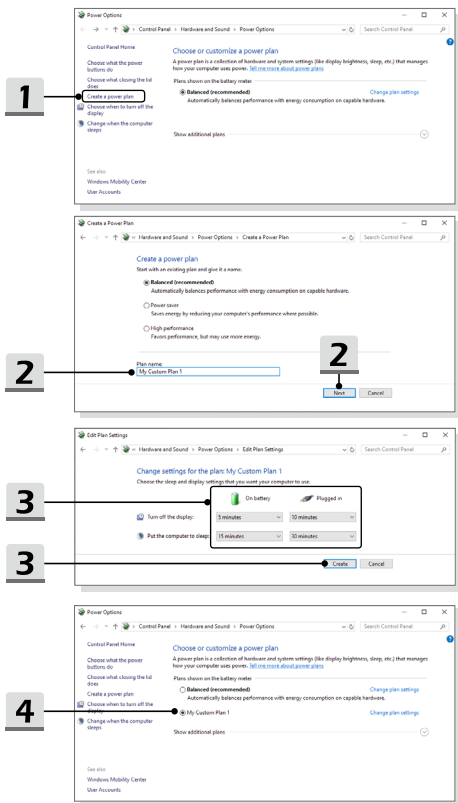 Power Options
Control Panel › Hardware and Sound › Power Options
Search Control Panel
Control Panel Home
Choose what the power
buttons do
Choose what closing the lid
does
Create a power plan
Choose when to turn off the
display
Change when the computer
sleeps
See also
Windows Mobility Center
User Accounts
Choose or customize a power plan
A power plan is a collection of hardware and system settings (like display brightness, sleep, etc.) that manages
how your computer uses power. Tell me more about power plans
Plans shown on the battery meter
Balanced (recommended)
Change plan settings
Automatically balances performance with energy consumption on capable hardware.
Show additional plans
1
Create a Power Plan
« Hardware and Sound › Power Options › Create a Power Plan
Search Control Panel
Create a power plan
Start with an existing plan and give it a name.
Balanced (recommended)
Automatically balances performance with energy consumption on capable hardware.
Power saver
Saves energy by reducing your computer's performance where possible.
High performance
Favors performance, but may use more energy.
Plan name:
My Custom Plan 1
2
2
Next
Cancel
Edit Plan Settings
« Hardware and Sound › Power Options › Edit Plan Settings
Search Control Panel
Change settings for the plan: My Custom Plan 1
Choose the sleep and display settings that you want your computer to use.
On battery
Plugged in
Turn off the display:
5 minutes
10 minutes
Put the computer to sleep:
15 minutes
30 minutes
3
3
Create
Cancel
Power Options
Control Panel › Hardware and Sound › Power Options
Search Control Panel
Control Panel Home
Choose what the power
buttons do
Choose what closing the lid
does
Create a power plan
Choose when to turn off the
display
Change when the computer
sleeps
See also
Windows Mobility Center
User Accounts
Choose or customize a power plan
A power plan is a collection of hardware and system settings (like display brightness, sleep, etc.) that manages
how your computer uses power. Tell me more about power plans
Plans shown on the battery meter
Balanced (recommended)
Change plan settings
Automatically balances performance with energy consumption on capable hardware.
My Custom Plan 1
Change plan settings
Show additional plans
4